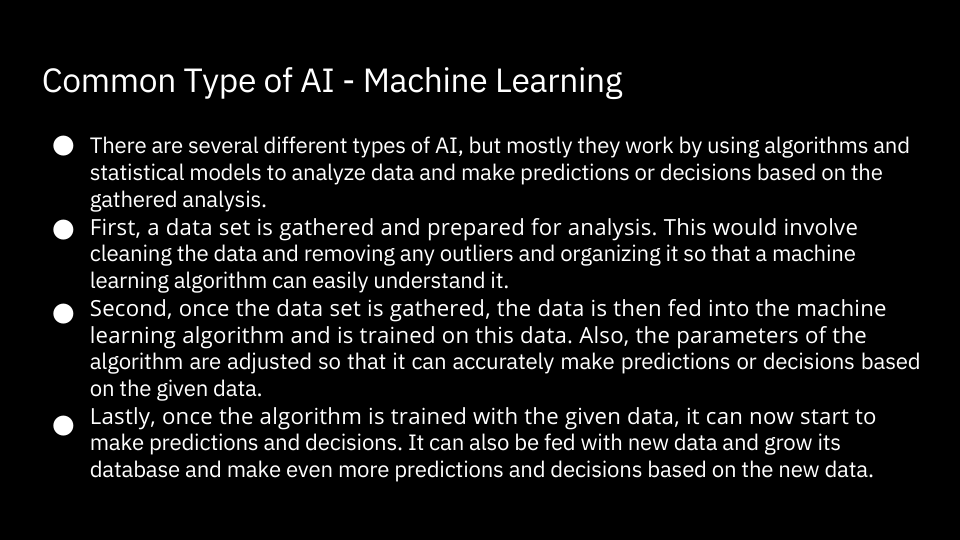 Common Type of AI - Machine Learning
● There are several different types of AI, but mostly they work by using algorithms and
statistical models to analyze data and make predictions or decisions based on the
gathered analysis.
● First, a data set is gathered and prepared for analysis. This would involve
cleaning the data and removing any outliers and organizing it so that a machine
learning algorithm can easily understand it.
● Second, once the data set is gathered, the data is then fed into the machine
learning algorithm and is trained on this data. Also, the parameters of the
algorithm are adjusted so that it can accurately make predictions or decisions based
on the given data.
● Lastly, once the algorithm is trained with the given data, it can now start to
make predictions and decisions. It can also be fed with new data and grow its
database and make even more predictions and decisions based on the new data.